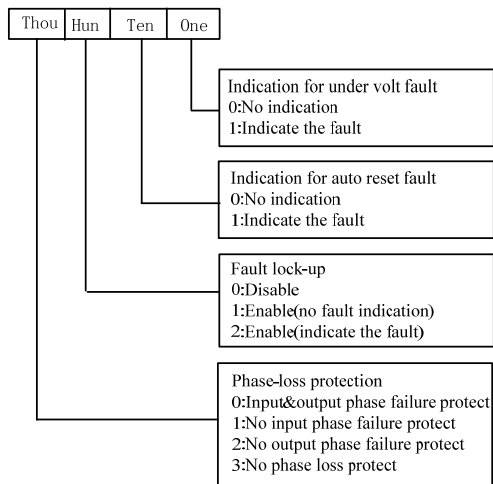 Thou Hun Ten One
Indication for under volt fault
0:No indication
1:Indicate the fault
Indication for auto reset fault
0:No indication
1:Indicate the fault
Fault lock-up
0:Disable
1:Enable(no fault indication)
2:Enable(indicate the fault)
Phase-loss protection
0:Input&output phase failure protect
1:No input phase failure protect
2:No output phase failure protect
3:No phase loss protect